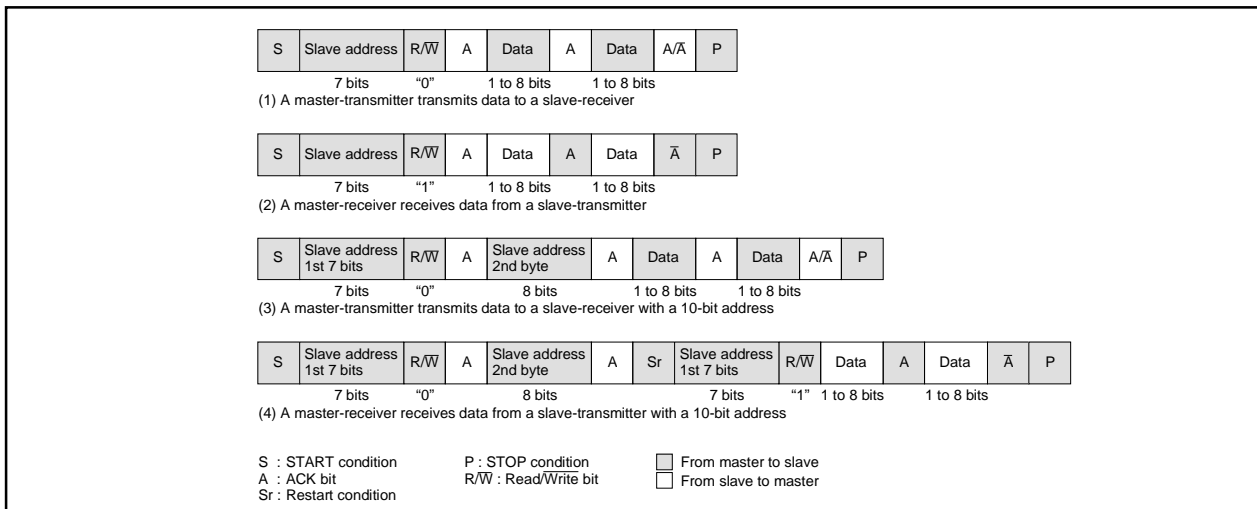 S Slave address R/W̅ A Data A Data A/A̅ P
7 bits “0” 1 to 8 bits 1 to 8 bits
(1) A master-transmitter transmits data to a slave-receiver
S Slave address R/W̅ A Data A Data A̅ P
7 bits “1” 1 to 8 bits 1 to 8 bits
(2) A master-receiver receives data from a slave-transmitter
S Slave address 1st 7 bits R/W̅ A Slave address 2nd byte A Data A Data A/A̅ P
7 bits “0” 8 bits 1 to 8 bits 1 to 8 bits
(3) A master-transmitter transmits data to a slave-receiver with a 10-bit address
S Slave address 1st 7 bits R/W̅ A Slave address 2nd byte A Sr Slave address 1st 7 bits R/W̅ Data A Data A̅ P
7 bits “0” 8 bits 7 bits “1” 1 to 8 bits 1 to 8 bits
(4) A master-receiver receives data from a slave-transmitter with a 10-bit address
S : START condition P : STOP condition From master to slave
A : ACK bit R/W̅ : Read/W̅r̅i̅t̅e̅ bit From slave to master
Sr : Restart condition